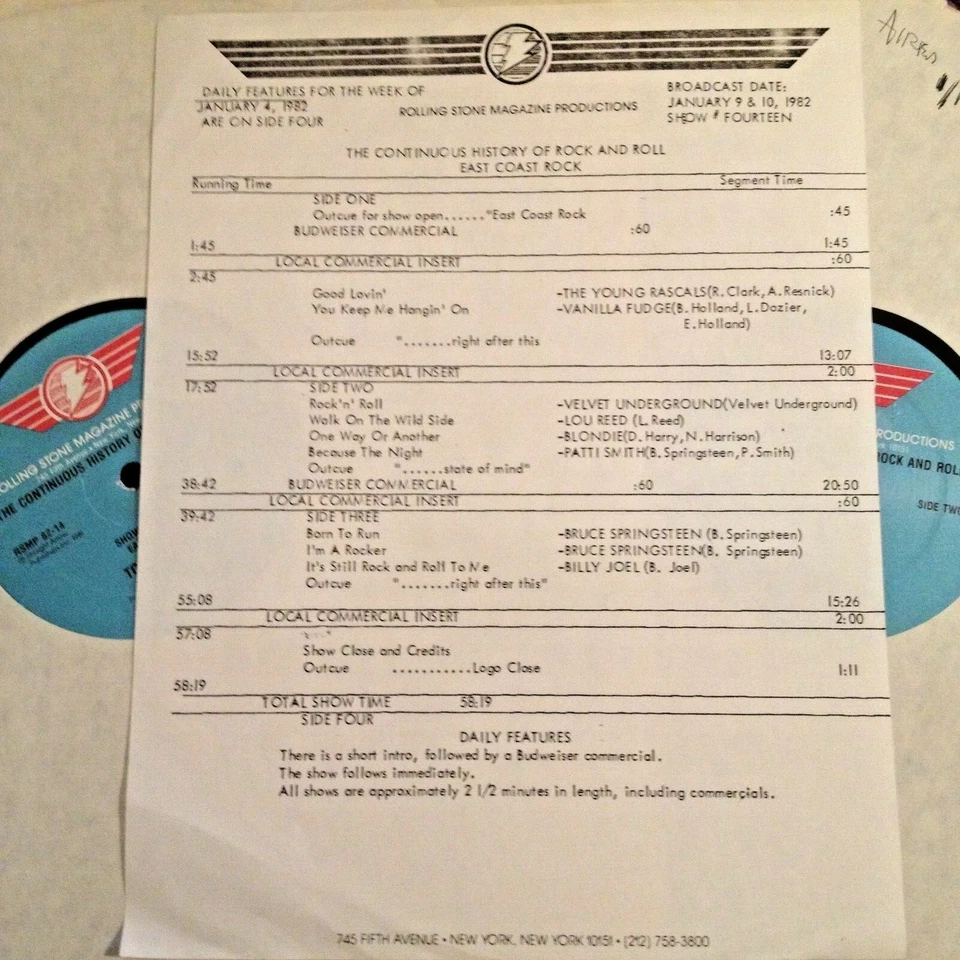 AIRED
DAILY FEATURES FOR THE WEEK OF
JANUARY 4, 1982
ARE ON SIDE FOUR
ROLLING STONE MAGAZINE PRODUCTIONS
BROADCAST DATE:
JANUARY 9 & 10, 1982
SHOW # FOURTEEN
THE CONTINUOUS HISTORY OF ROCK AND ROLL
EAST COAST ROCK
Running Time Segment Time
SIDE ONE
Outcue for show open......"East Coast Rock :45
BUDWEISER COMMERCIAL :60
1:45 1:45
LOCAL COMMERCIAL INSERT :60
2:45
Good Lovin' -THE YOUNG RASCALS(R. Clark,A.Resnick)
You Keep Me Hangin' On -VANILLA FUDGE(B. Holland, L. Dozier,
E. Holland)
Outcue ".......right after this
15:52 13:07
LOCAL COMMERCIAL INSERT 2:00
17:52 SIDE TWO
Rock'n' Roll -VELVET UNDERGROUND(Velvet Underground)
Walk On The Wild Side -LOU REED (L. Reed)
One Way Or Another -BLONDIE(D. Harry,N. Harrison)
Because The Night -PATTI SMITH(B. Springsteen,P. Smith)
Outcue "......state of mind"
38:42 BUDWEISER COMMERCIAL :60 20:50
LOCAL COMMERCIAL INSERT :60
39:42 SIDE THREE
Born To Run -BRUCE SPRINGSTEEN (B. Springsteen)
I'm A Rocker -BRUCE SPRINGSTEEN(B. Springsteen)
It's Still Rock and Roll To Me -BILLY JOEL (B. Joel)
Outcue ".......right after this"
55:08 15:26
LOCAL COMMERCIAL INSERT 2:00
57:08
Show Close and Credits
Outcue ...........Logo Close 1:11
58:19
TOTAL SHOW TIME 58:19
SIDE FOUR
DAILY FEATURES
There is a short intro, followed by a Budweiser commercial.
The show follows immediately.
All shows are approximately 2 1/2 minutes in length, including commercials.
745 FIFTH AVENUE • NEW YORK, NEW YORK 10151 • (212) 758-3800
ROLLING STONE MAGAZINE
THE CONTINUOUS HISTORY
RSMP 82-14
PRODUCTIONS
ROCK AND ROL
SIDE TWO